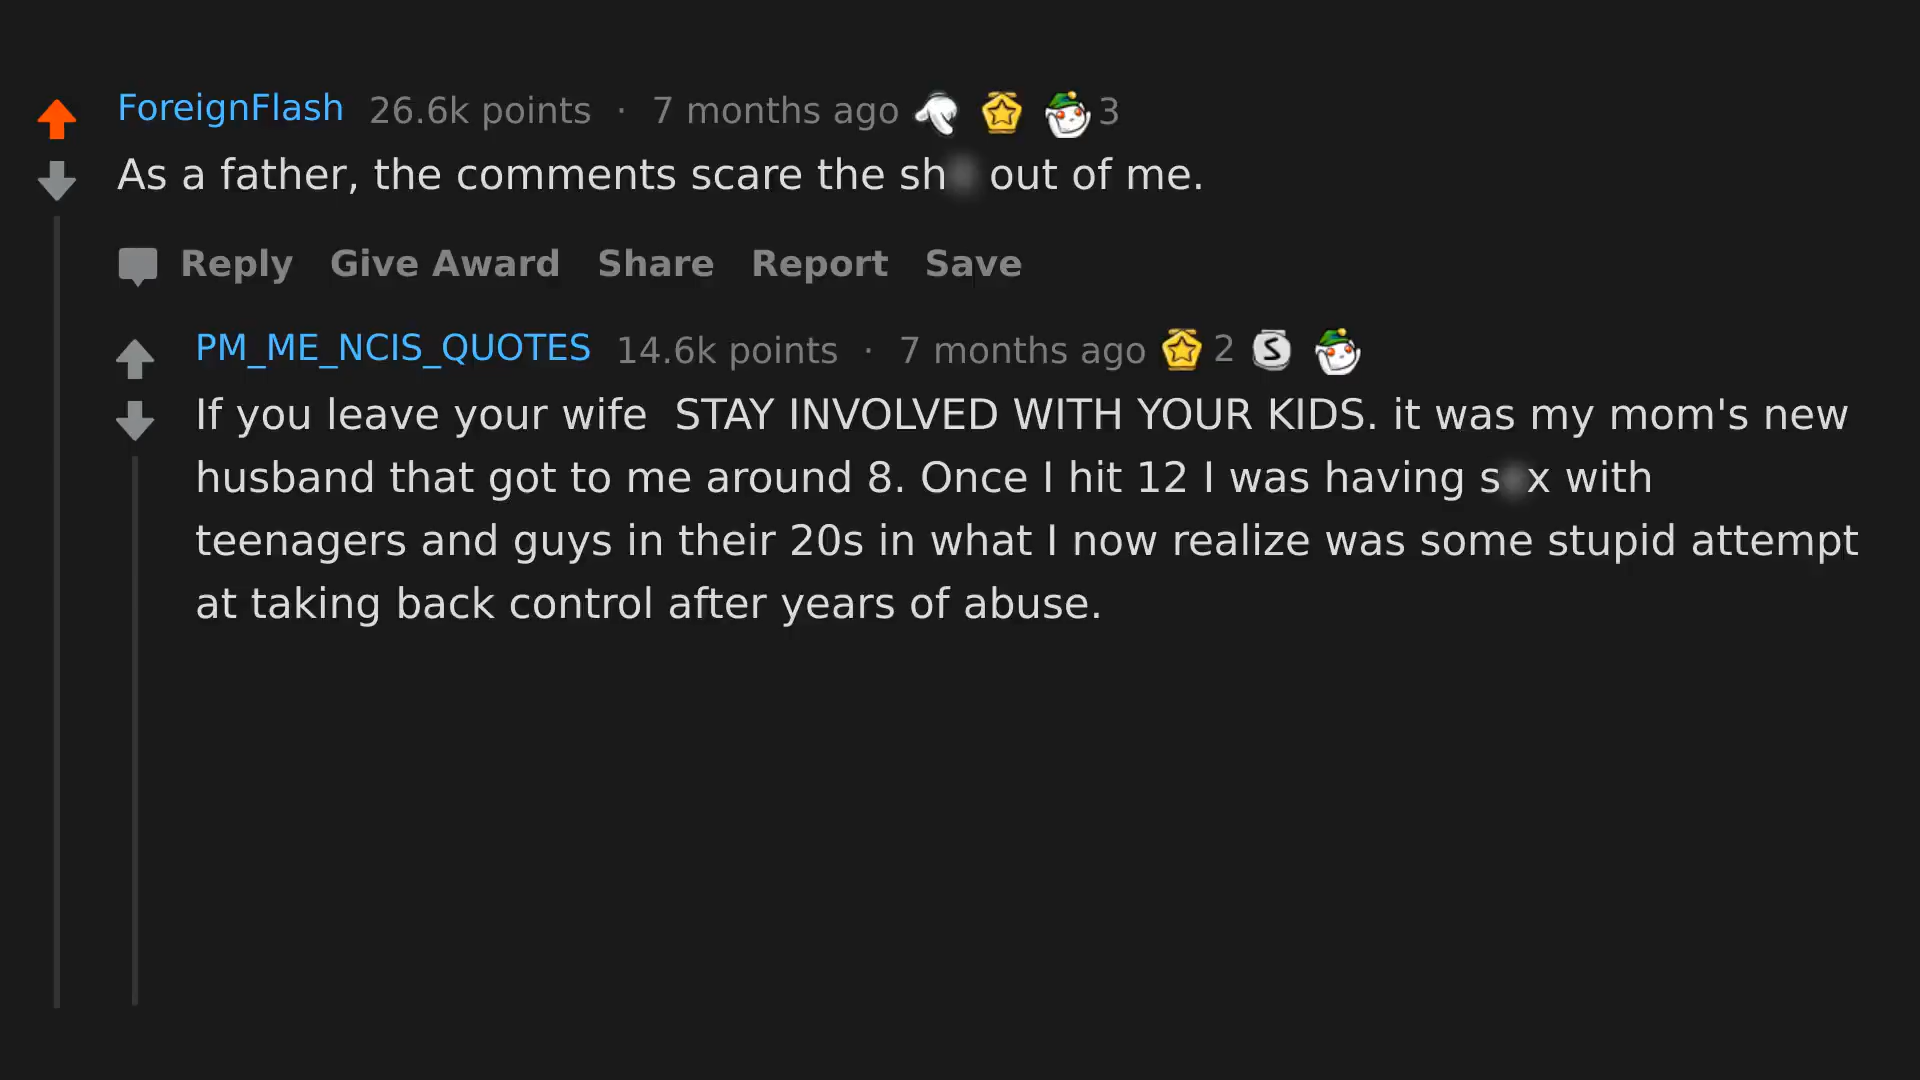 ForeignFlash 26.6k points · 7 months ago 3
As a father, the comments scare the sh out of me.
Reply Give Award Share Report Save
PM_ME_NCIS_QUOTES 14.6k points · 7 months ago 2 S
If you leave your wife  STAY INVOLVED WITH YOUR KIDS. it was my mom's new
husband that got to me around 8. Once I hit 12 I was having s x with
teenagers and guys in their 20s in what I now realize was some stupid attempt
at taking back control after years of abuse.